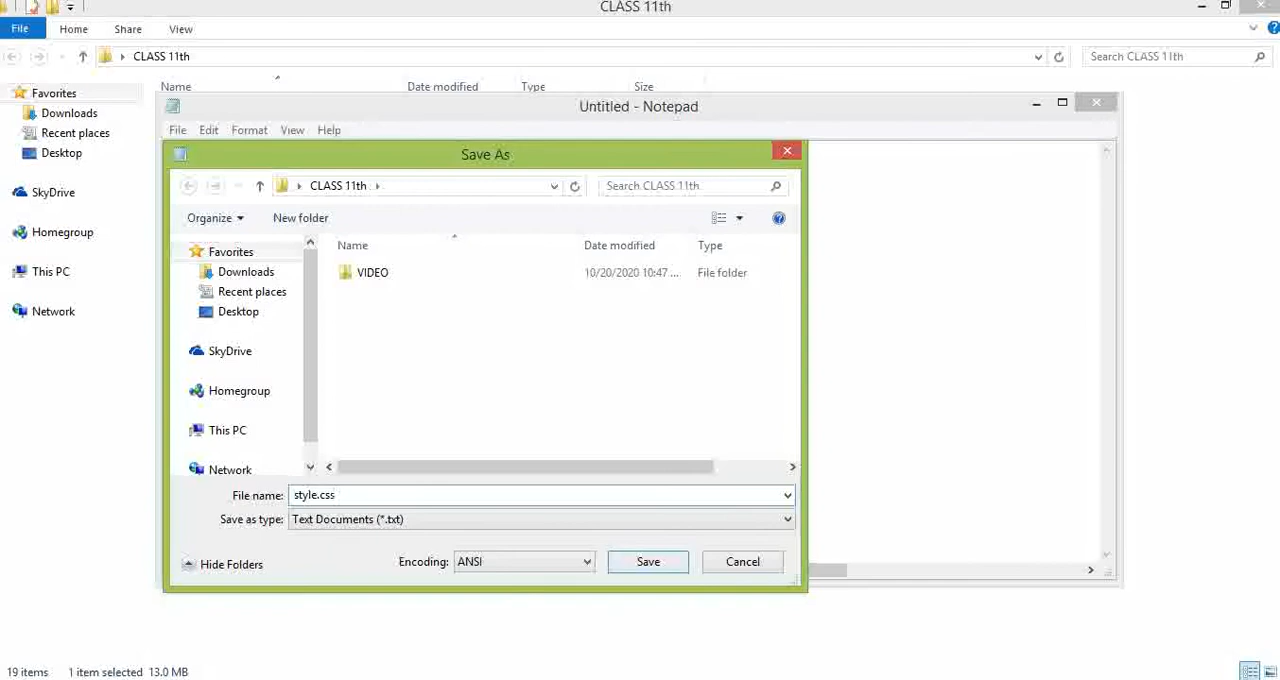 CLASS 11th
File Home Share View
CLASS 11th
Search CLASS 11th
Name Date modified Type Size
Favorites
Downloads
Recent places
Desktop
SkyDrive
Homegroup
This PC
Network
Untitled - Notepad
File Edit Format View Help
Save As
CLASS 11th
Search CLASS 11th
Organize New folder
Name Date modified Type
Favorites
Downloads
Recent places
Desktop
SkyDrive
Homegroup
This PC
Network
VIDEO 10/20/2020 10:47 ... File folder
File name: style.css
Save as type: Text Documents (*.txt)
Hide Folders Encoding: ANSI Save Cancel
19 items 1 item selected 13.0 MB